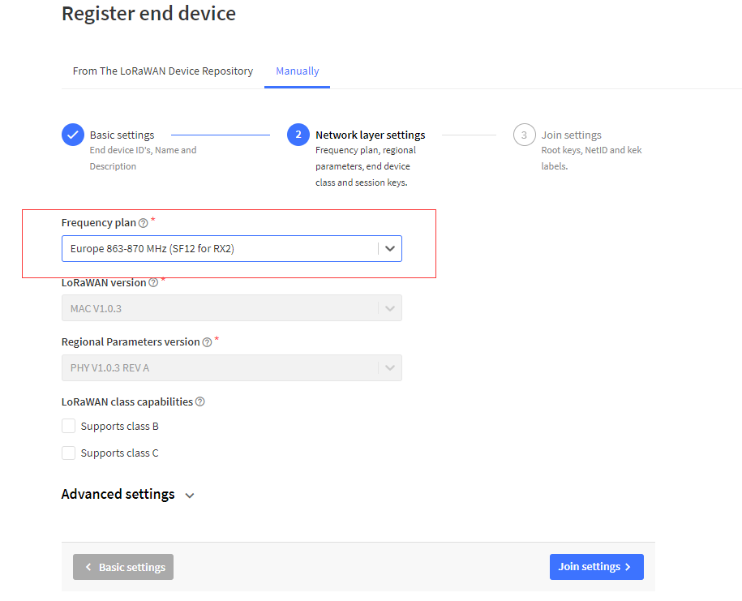 Register end device
From The LoRaWAN Device Repository Manually
Basic settings
End device ID's, Name and
Description
2 Network layer settings
Frequency plan, regional
parameters, end device
class and session keys.
3 Join settings
Root keys, NetID and kek
labels.
Frequency plan ? *
Europe 863-870 MHz (SF12 for RX2)
LoRaWAN version ? *
MAC V1.0.3
Regional Parameters version ? *
PHY V1.0.3 REV A
LoRaWAN class capabilities ?
Supports class B
Supports class C
Advanced settings
Basic settings
Join settings